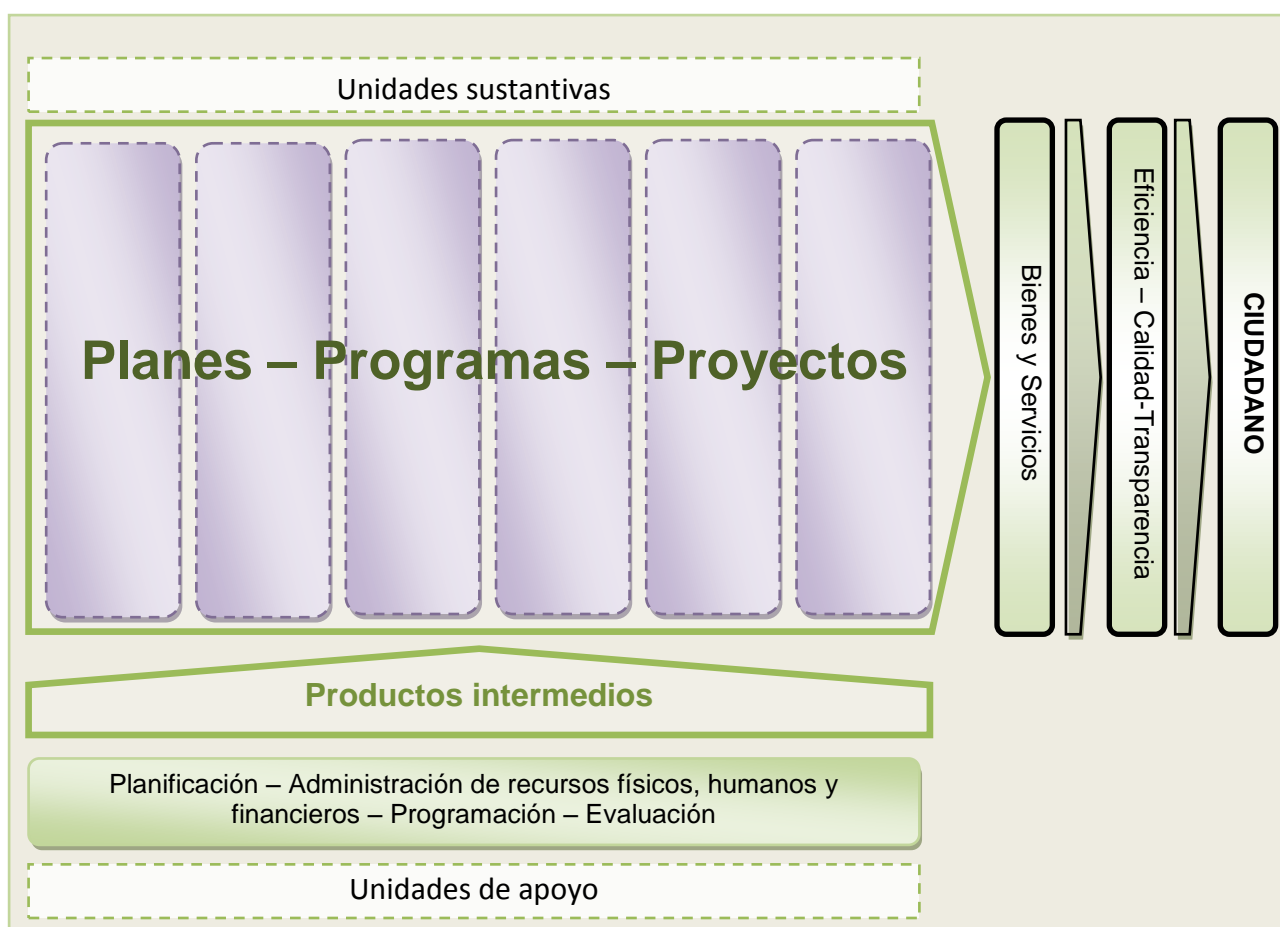 Unidades sustantivas
Planes – Programas – Proyectos
Bienes y Servicios
Eficiencia – Calidad-Transparencia
CIUDADANO
Productos intermedios
Planificación – Administración de recursos físicos, humanos y
financieros – Programación – Evaluación
Unidades de apoyo